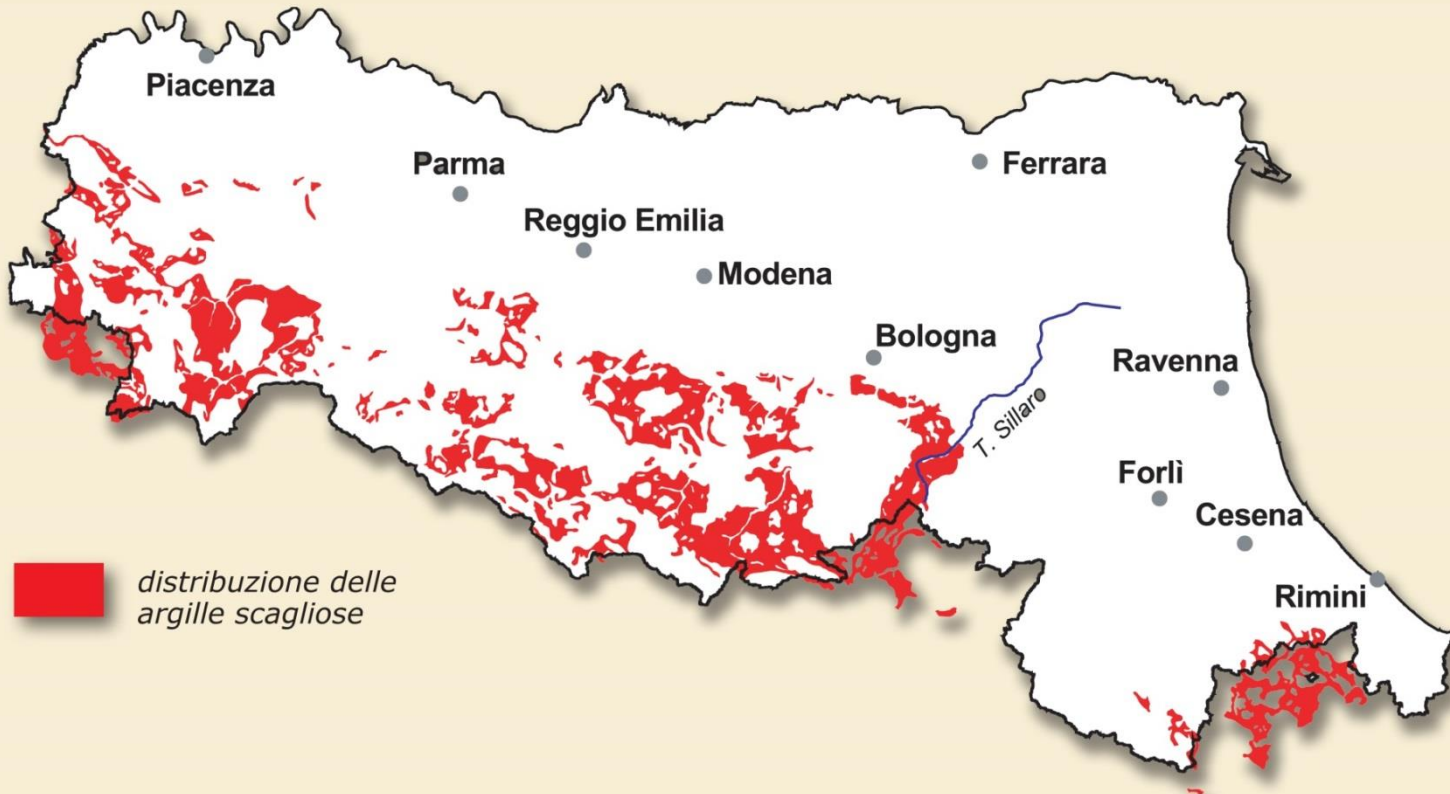 Piacenza
Parma
Ferrara
Reggio Emilia
Modena
Bologna
Ravenna
T. Sillaro
Forlì
Cesena
distribuzione delle
argille scagliose
Rimini